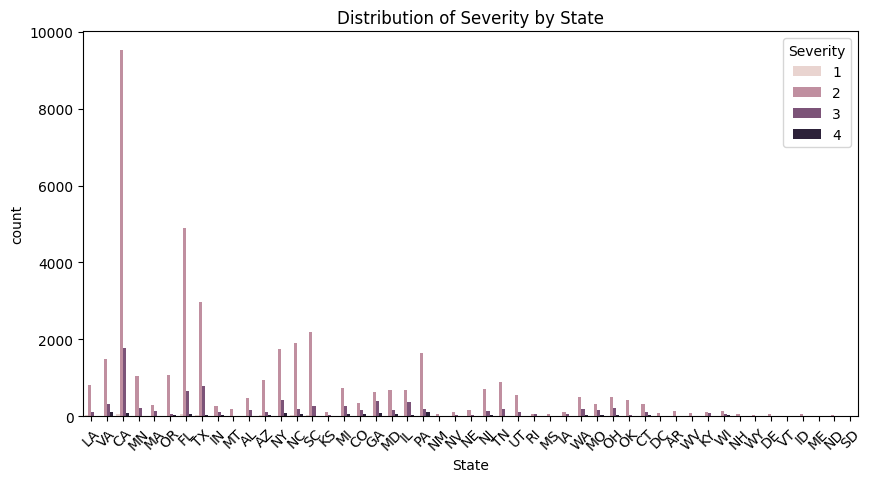 Distribution of Severity by State
10000
8000
6000
4000
2000
0
count
Severity
1
2
3
4
LA
VA
CA
MN
MA
OR
FL
TX
IN
MT
AL
AZ
NY
NC
SC
KS
MI
CO
GA
MD
IL
PA
NM
NV
NE
NJ
TN
UT
RI
MS
IA
WA
MO
OH
OK
CT
DC
AR
WV
KY
WI
NH
WY
DE
VT
ID
ME
ND
SD
State